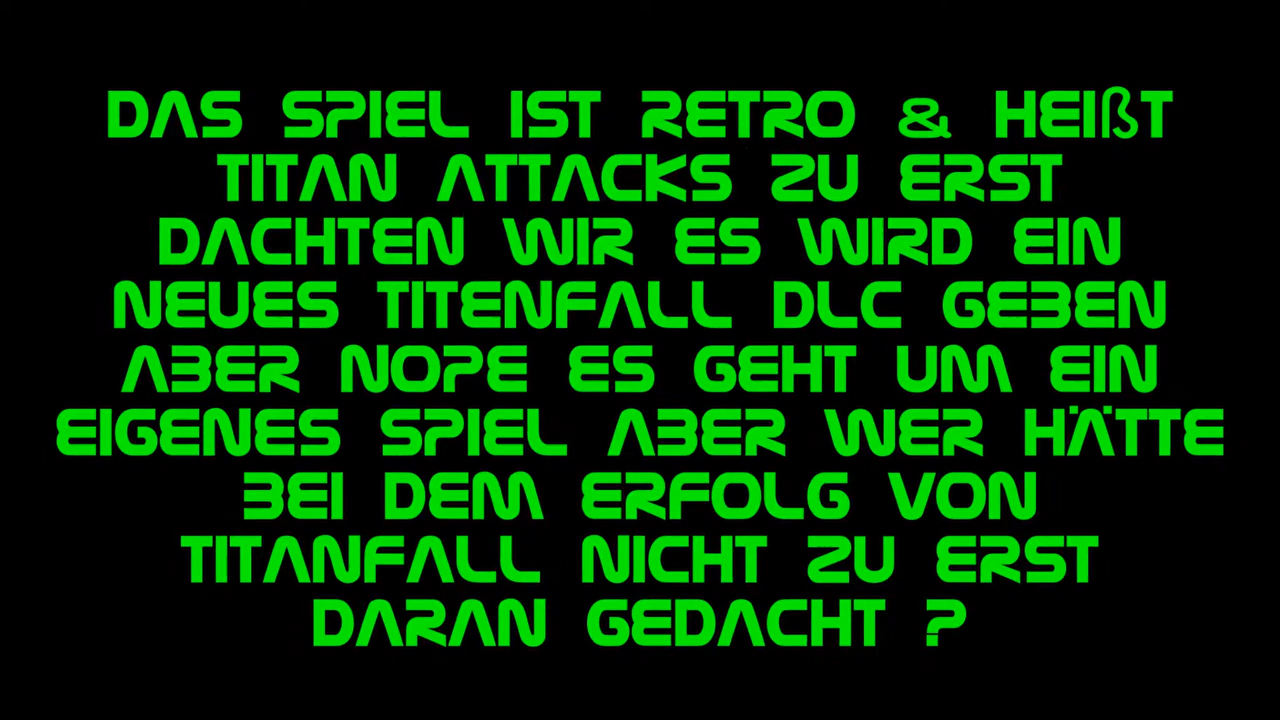 DAS SPIEL IST RETRO & HEIßT
TITAN ATTACKS ZU ERST
DACHTEN WIR ES WIRD EIN
NEUES TITENFALL DLC GEBEN
ABER NOPE ES GEHT UM EIN
EIGENES SPIEL ABER WER HÄTTE
BEI DEM ERFOLG VON
TITANFALL NICHT ZU ERST
DARAN GEDACHT ?